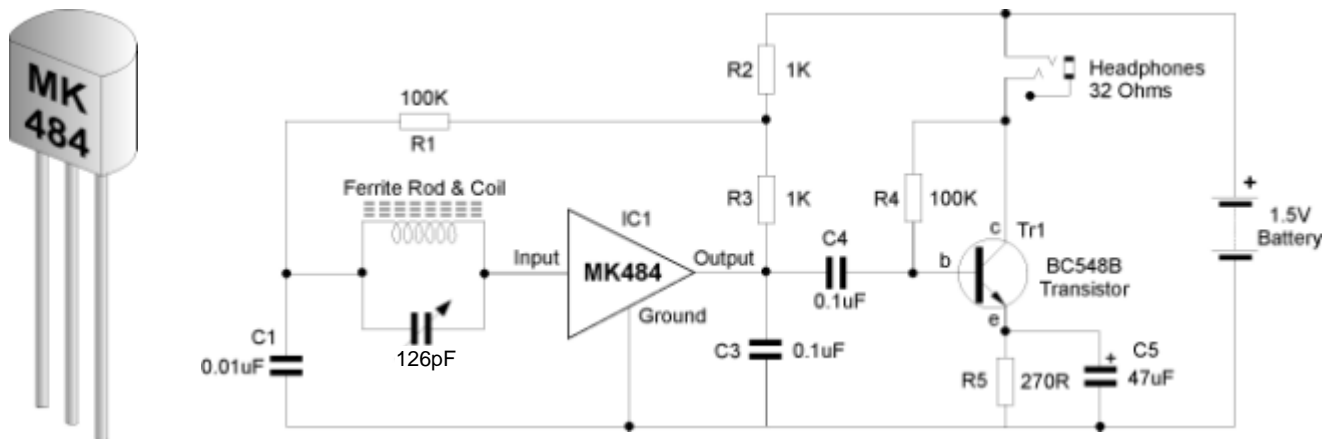 MK
484
100K
R1
R2
1K
Headphones
32 Ohms
Ferrite Rod & Coil
R3
1K
R4
100K
IC1
Input
MK484
Output
Ground
C4
0.1uF
c
Tr1
b
BC548B
Transistor
e
+
1.5V
Battery
C1
0.01uF
126pF
C3
0.1uF
R5
270R
+
C5
47uF